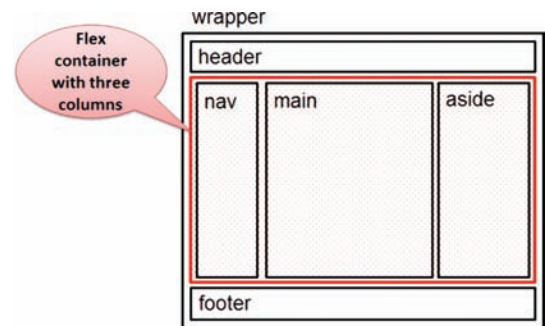 wrapper
Flex
container
with three
columns
header
nav
main
aside
footer